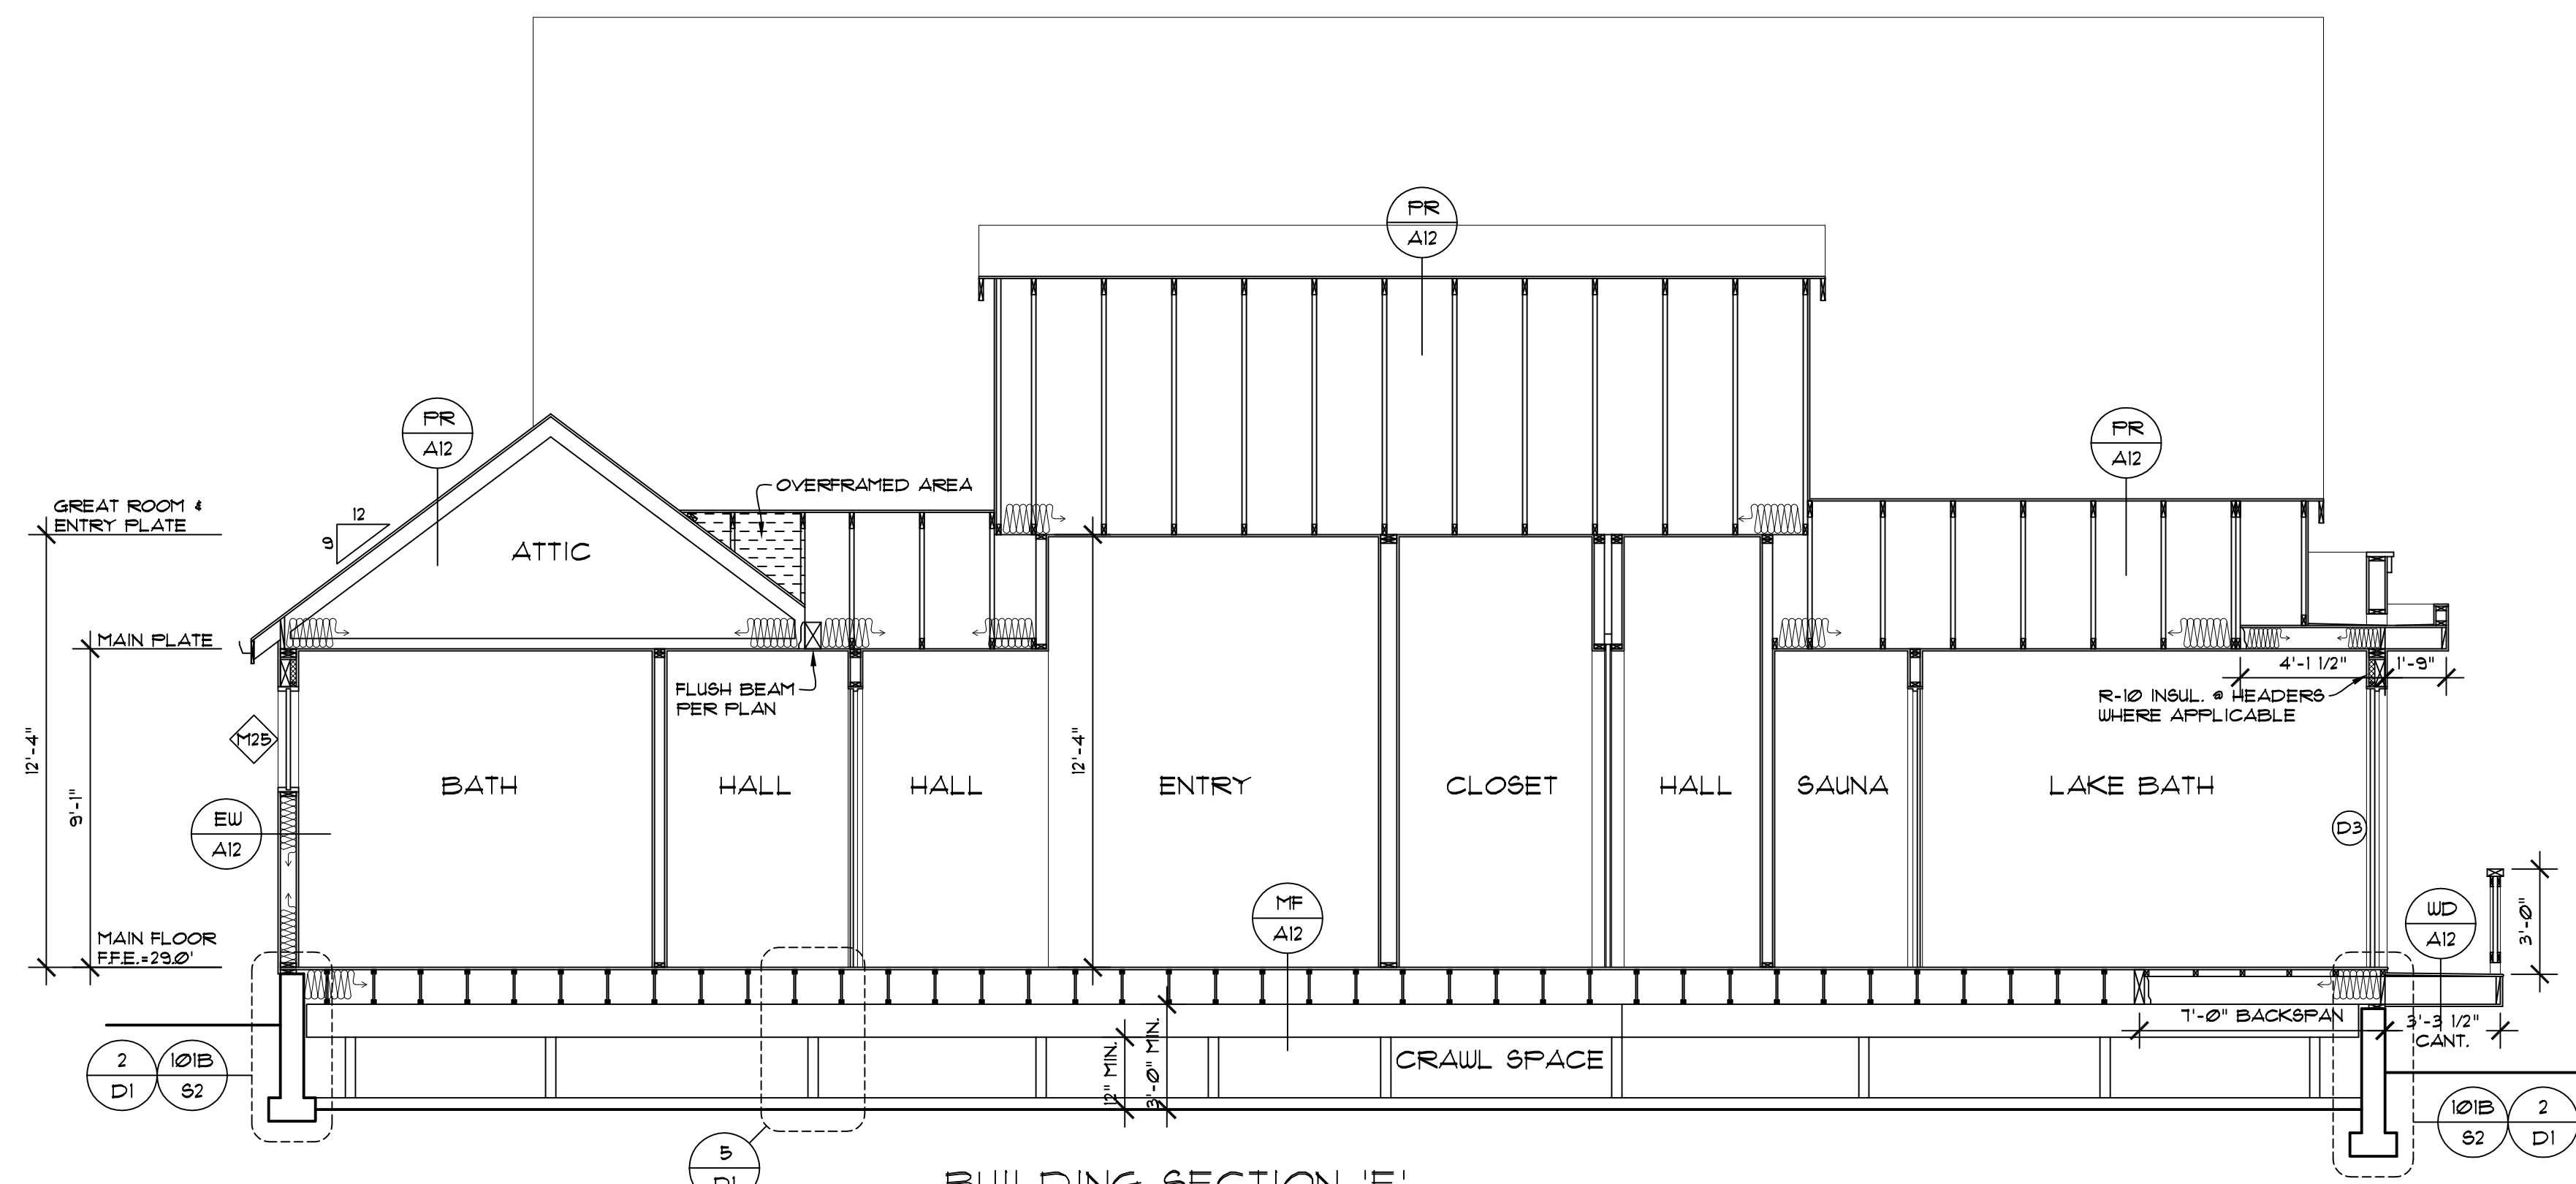 PR
A12
PR
A12
PR
A12
OVERFRAMED AREA
GREAT ROOM &
ENTRY PLATE
12
9
ATTIC
MAIN PLATE
4'-1 1/2"
1'-9"
FLUSH BEAM
PER PLAN
R-10 INSUL. @ HEADERS
WHERE APPLICABLE
M25
12'-4"
9'-1"
12'-4"
BATH
HALL
HALL
ENTRY
CLOSET
HALL
SAUNA
LAKE BATH
EW
A12
D3
MF
A12
WD
A12
3'-0"
MAIN FLOOR
F.F.E.=29.0'
7'-0" BACKSPAN
3'-3 1/2"
CANT.
12" MIN.
3'-0" MIN.
CRAWL SPACE
2
D1
101B
S2
101B
S2
2
D1
5
D1
BUILDING SECTION